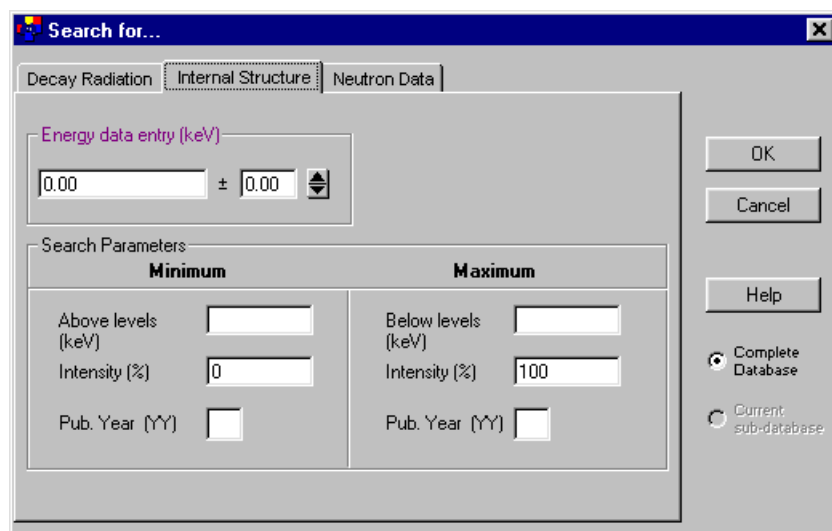 Search for...
Decay Radiation Internal Structure Neutron Data
Energy data entry (keV)
0.00 ± 0.00
OK
Cancel
Search Parameters
Minimum Maximum
Help
Above levels (keV) Below levels (keV)
Intensity (%) 0 Intensity (%) 100
Complete Database
Pub. Year (YY) Pub. Year (YY)
Current sub-database